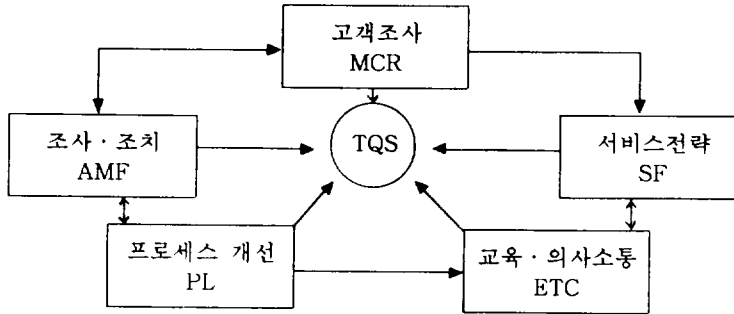 고객조사
MCR
조사·조치
AMF
TQS
서비스전략
SF
프로세스 개선
PL
교육·의사소통
ETC